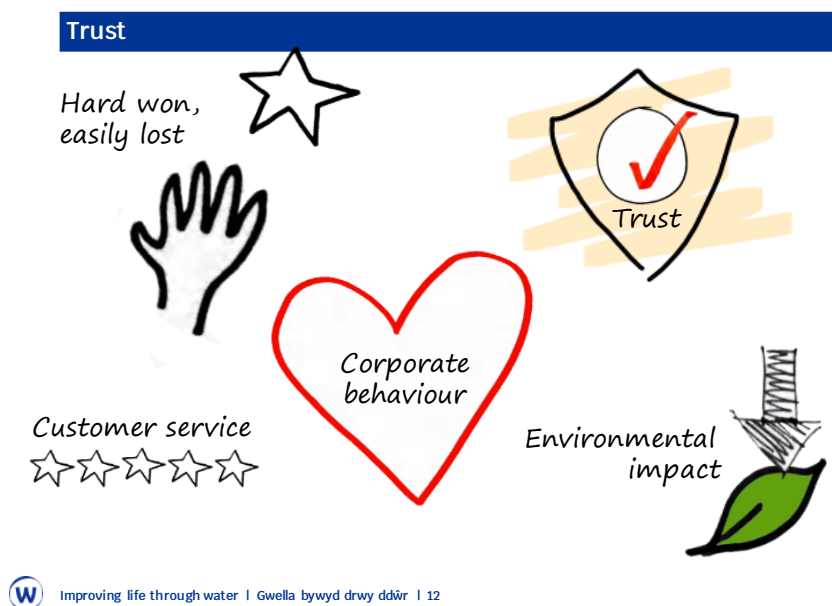 Trust
Hard won,
easily lost
Trust
Corporate
behaviour
Customer service
Environmental
impact
W
Improving life through water | Gwella bywyd drwy ddŵr | 12